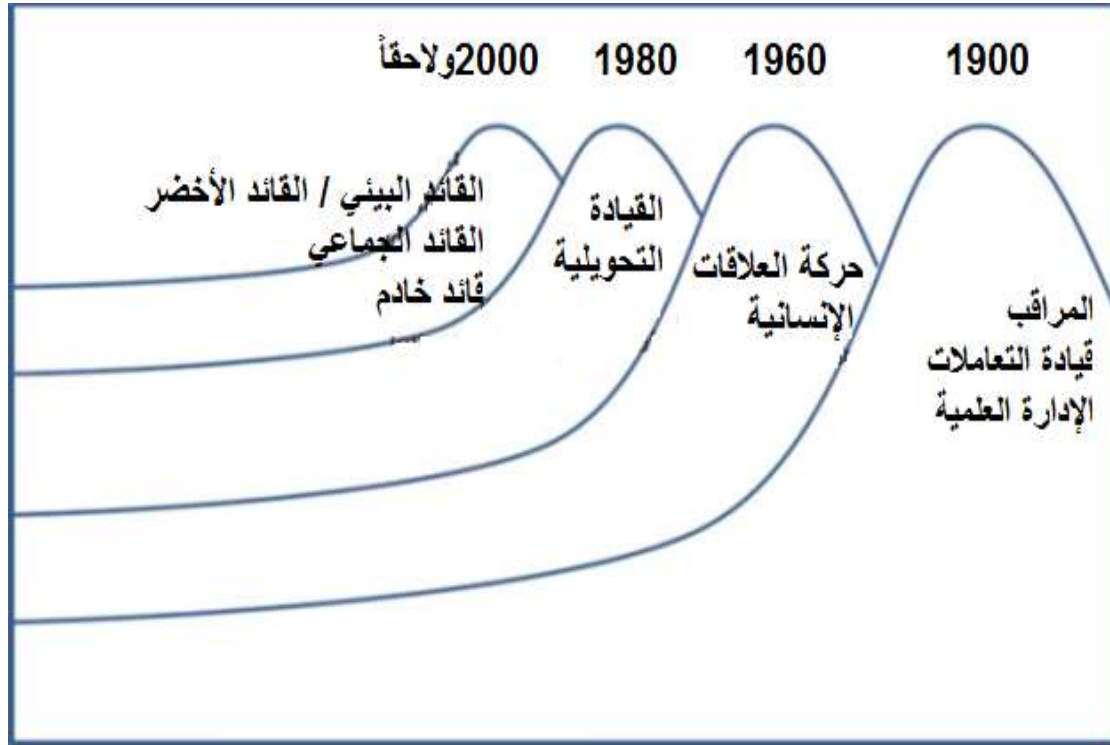 1900
1960
1980
2000ولاحقاً
المراقب
قيادة التعاملات
الإدارة العلمية
حركة العلاقات
الإنسانية
القيادة
التحويلية
القائد البيئي / القائد الأخضر
القائد الجماعي
قائد خادم